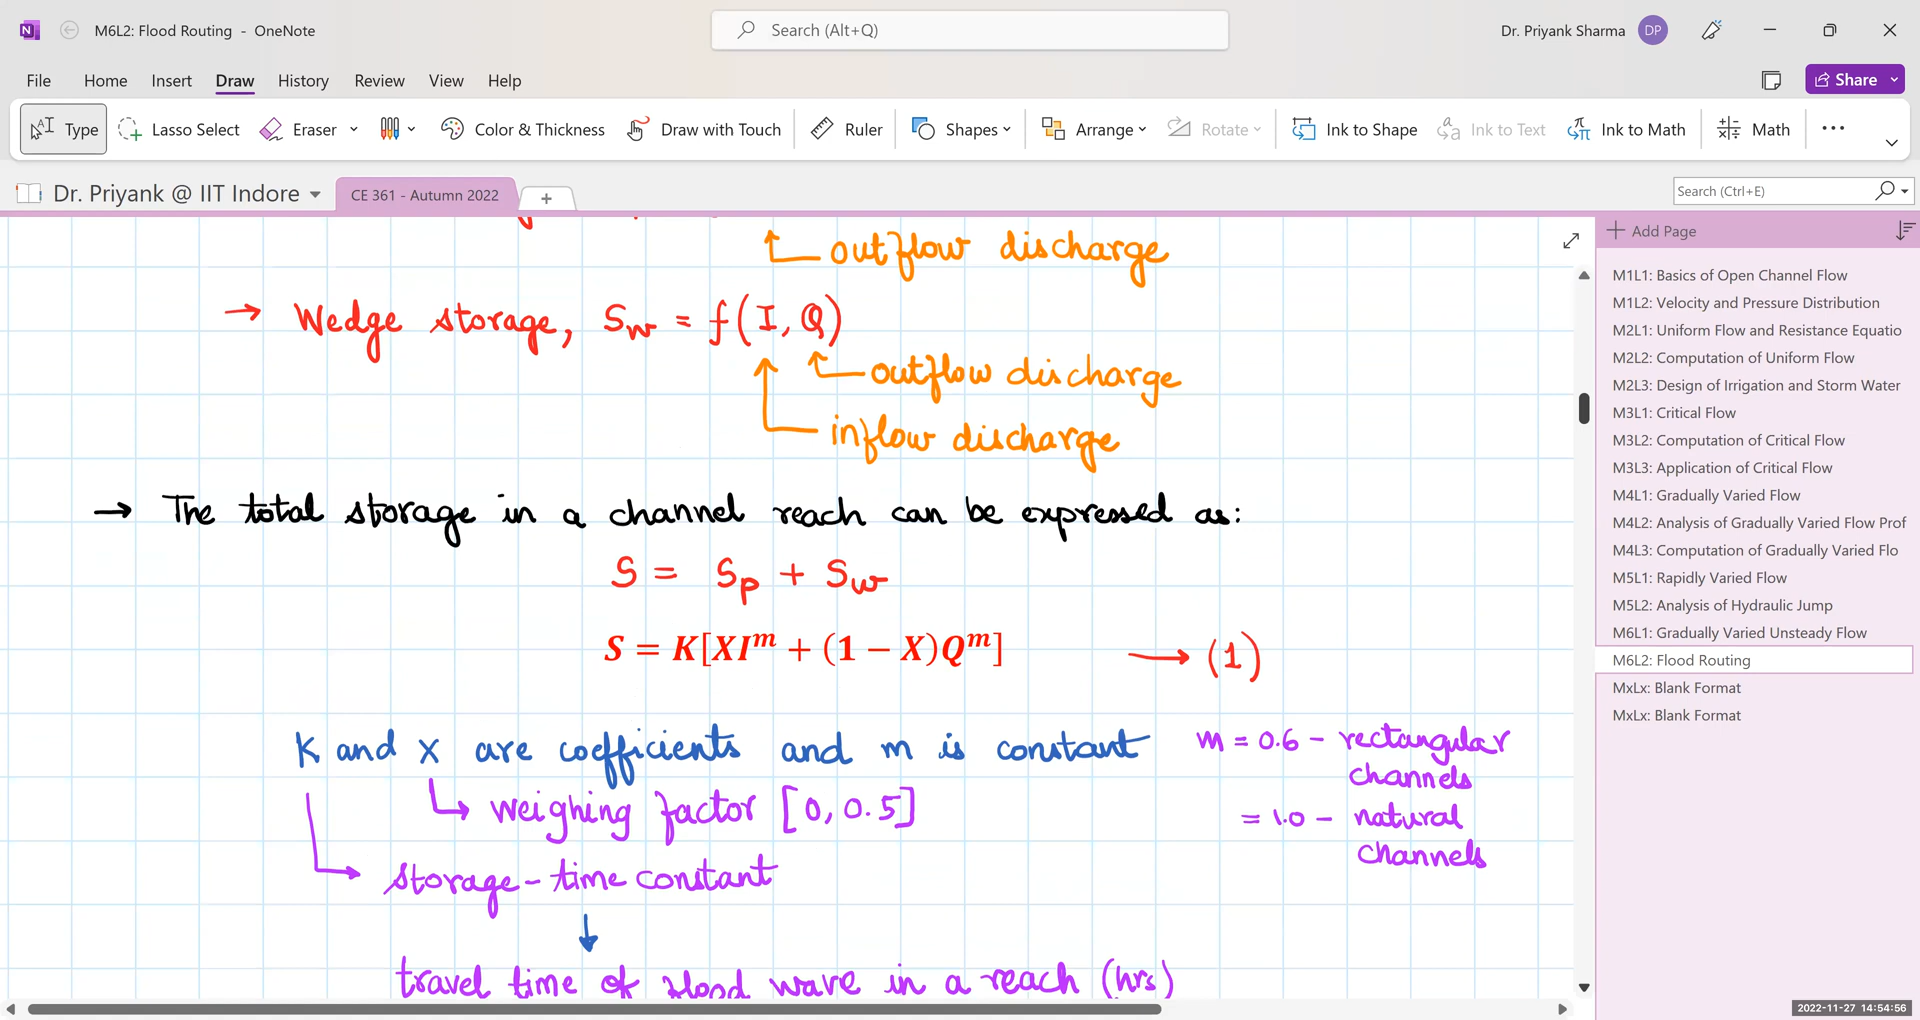 M6L2: Flood Routing - OneNote
Search (Alt+Q)
Dr. Priyank Sharma DP
File Home Insert Draw History Review View Help
Share
Type Lasso Select Eraser Color & Thickness Draw with Touch Ruler Shapes Arrange Rotate Ink to Shape Ink to Text Ink to Math Math
Dr. Priyank @ IIT Indore
CE 361 - Autumn 2022
Search (Ctrl+E)
outflow discharge
→ Wedge storage, Sw = f(I, Q)
outflow discharge
inflow discharge
→ The total storage in a channel reach can be expressed as:
S = Sp + Sw
S = K[XI^m + (1 − X)Q^m] → (1)
K and X are coefficients and m is constant
m = 0.6 - rectangular
channels
= 1.0 - natural
channels
weighing factor [0, 0.5]
storage-time constant
travel time of flood wave in a reach (hrs)
Add Page
M1L1: Basics of Open Channel Flow
M1L2: Velocity and Pressure Distribution
M2L1: Uniform Flow and Resistance Equatio
M2L2: Computation of Uniform Flow
M2L3: Design of Irrigation and Storm Water
M3L1: Critical Flow
M3L2: Computation of Critical Flow
M3L3: Application of Critical Flow
M4L1: Gradually Varied Flow
M4L2: Analysis of Gradually Varied Flow Prof
M4L3: Computation of Gradually Varied Flo
M5L1: Rapidly Varied Flow
M5L2: Analysis of Hydraulic Jump
M6L1: Gradually Varied Unsteady Flow
M6L2: Flood Routing
MxLx: Blank Format
MxLx: Blank Format
2022-11-27 14:54:56